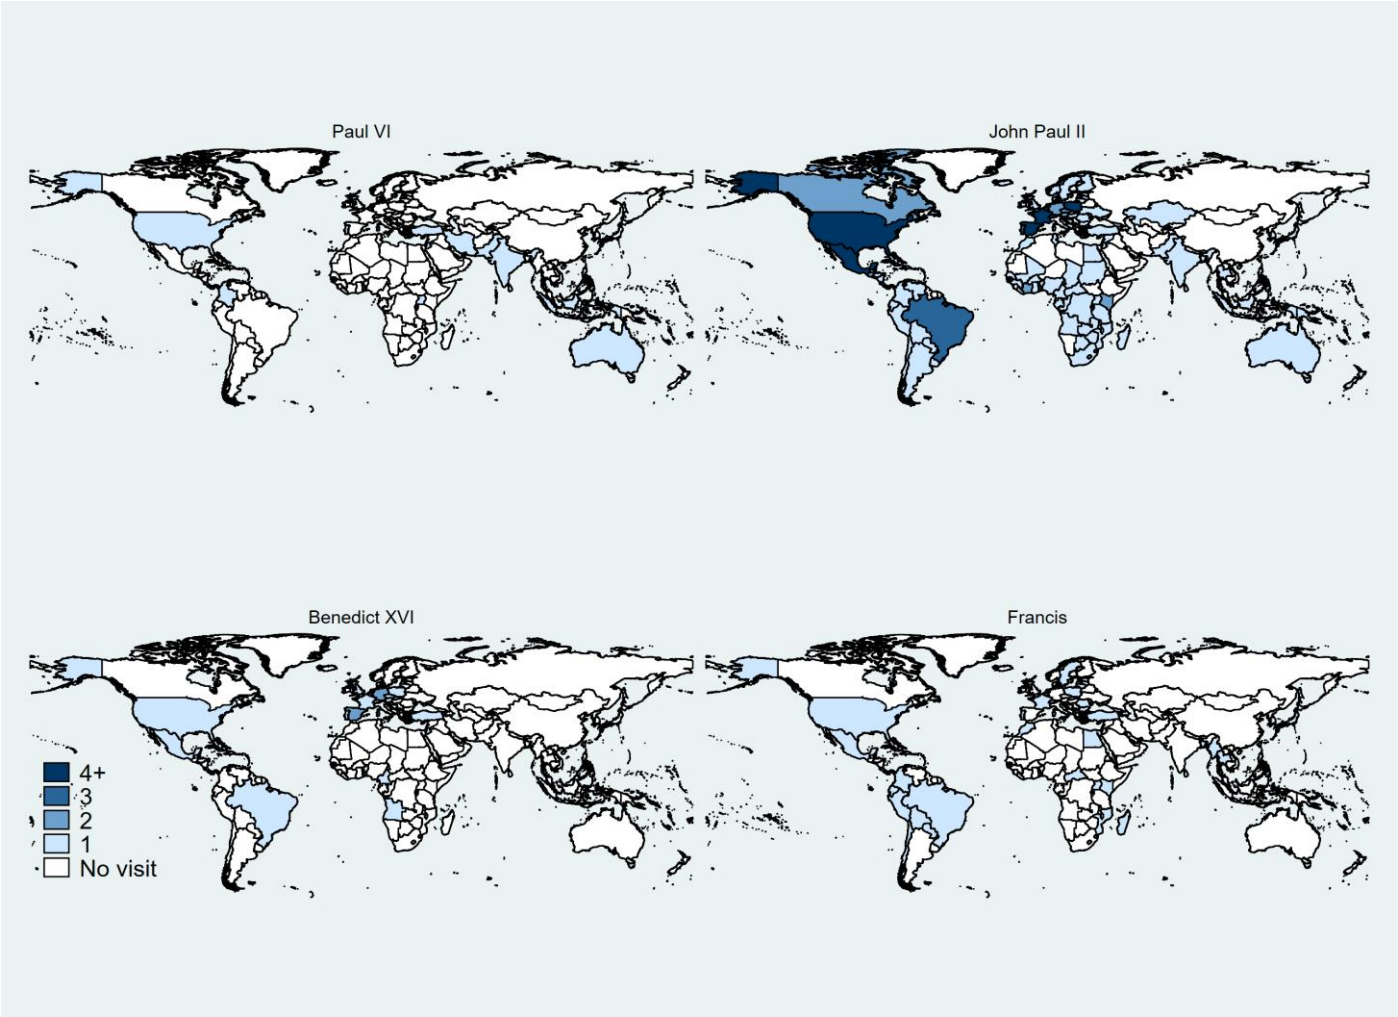 Paul VI
John Paul II
Benedict XVI
Francis
4+
3
2
1
No visit